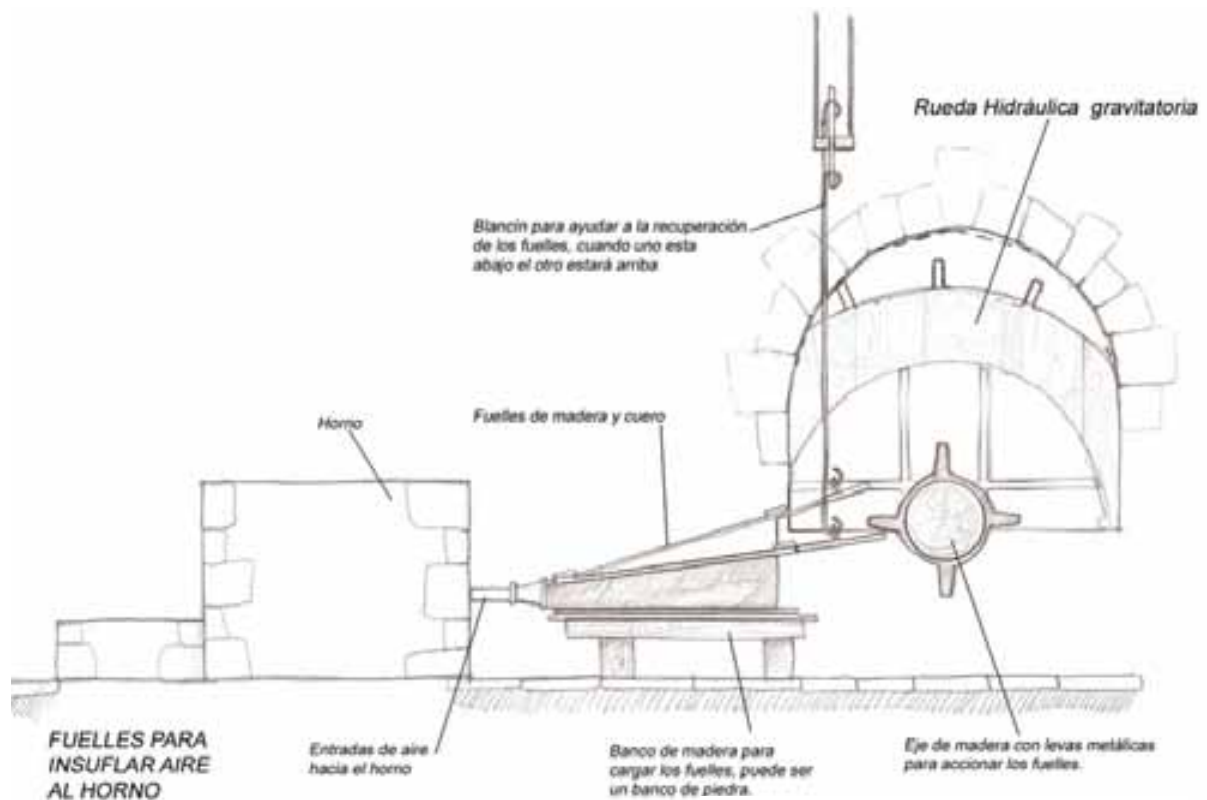 Rueda Hidráulica gravitatoria
Blancín para ayudar a la recuperación
de los fuelles, cuando uno esta
abajo el otro estará arriba
Horno
Fuelles de madera y cuero
FUELLES PARA
INSUFLAR AIRE
AL HORNO
Entradas de aire
hacia el horno
Banco de madera para
cargar los fuelles, puede ser
un banco de piedra.
Eje de madera con levas metálicas
para accionar los fuelles.